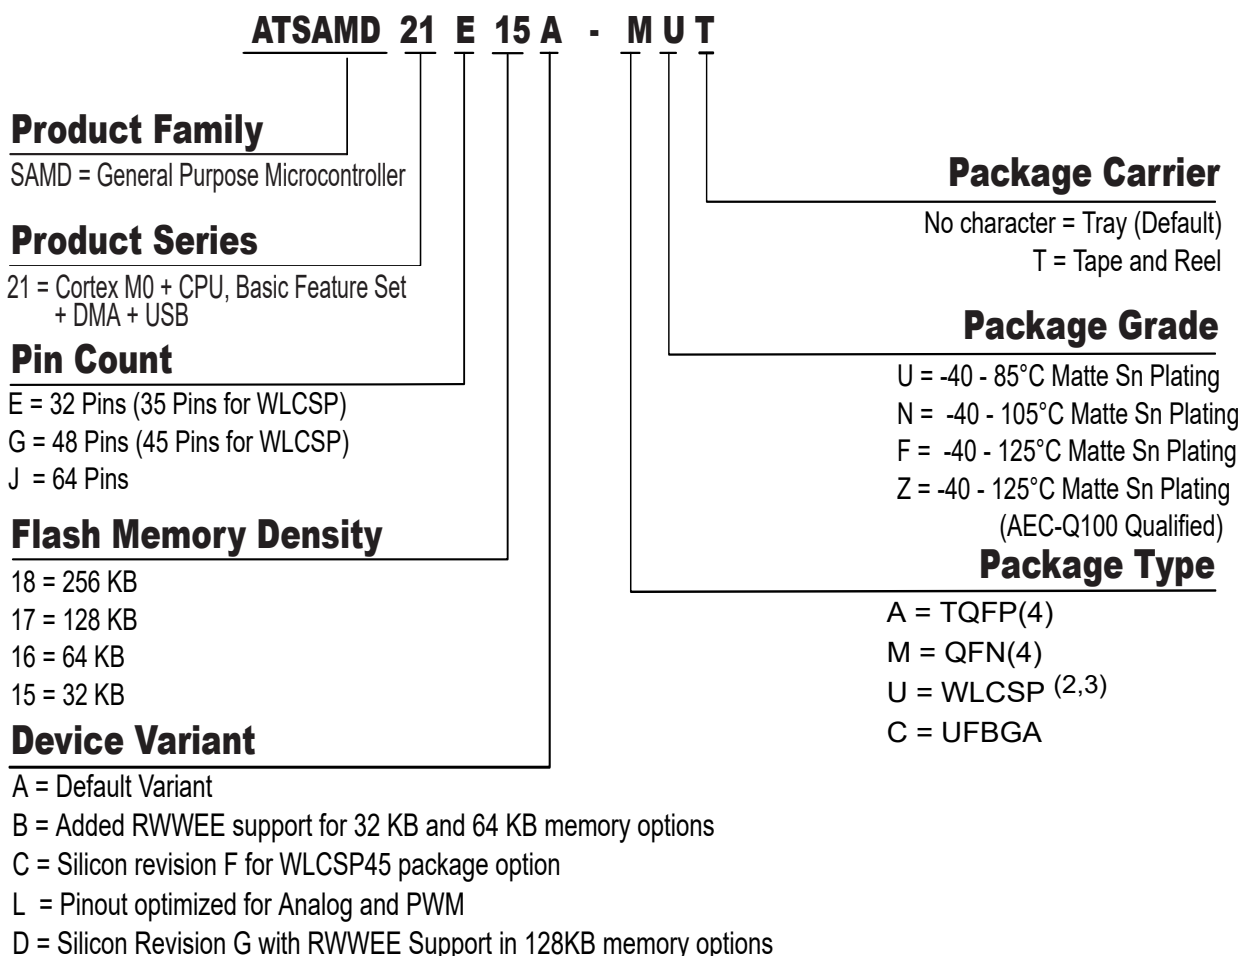 ATSAMD 21 E 15 A - M U T
Product Family
SAMD = General Purpose Microcontroller
Product Series
21 = Cortex M0 + CPU, Basic Feature Set
+ DMA + USB
Pin Count
E = 32 Pins (35 Pins for WLCSP)
G = 48 Pins (45 Pins for WLCSP)
J = 64 Pins
Flash Memory Density
18 = 256 KB
17 = 128 KB
16 = 64 KB
15 = 32 KB
Device Variant
A = Default Variant
B = Added RWWEE support for 32 KB and 64 KB memory options
C = Silicon revision F for WLCSP45 package option
L = Pinout optimized for Analog and PWM
D = Silicon Revision G with RWWEE Support in 128KB memory options
Package Carrier
No character = Tray (Default)
T = Tape and Reel
Package Grade
U = -40 - 85°C Matte Sn Plating
N = -40 - 105°C Matte Sn Plating
F = -40 - 125°C Matte Sn Plating
Z = -40 - 125°C Matte Sn Plating
(AEC-Q100 Qualified)
Package Type
A = TQFP(4)
M = QFN(4)
U = WLCSP (2,3)
C = UFBGA